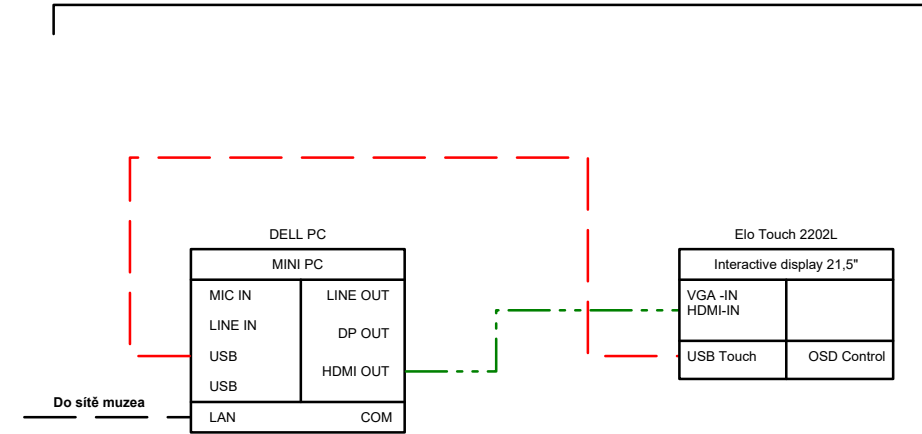 DELL PC
MINI PC
MIC IN
LINE OUT
LINE IN
DP OUT
USB
HDMI OUT
USB
LAN
COM
Do sítě muzea
Elo Touch 2202L
Interactive display 21,5"
VGA -IN
HDMI-IN
USB Touch
OSD Control